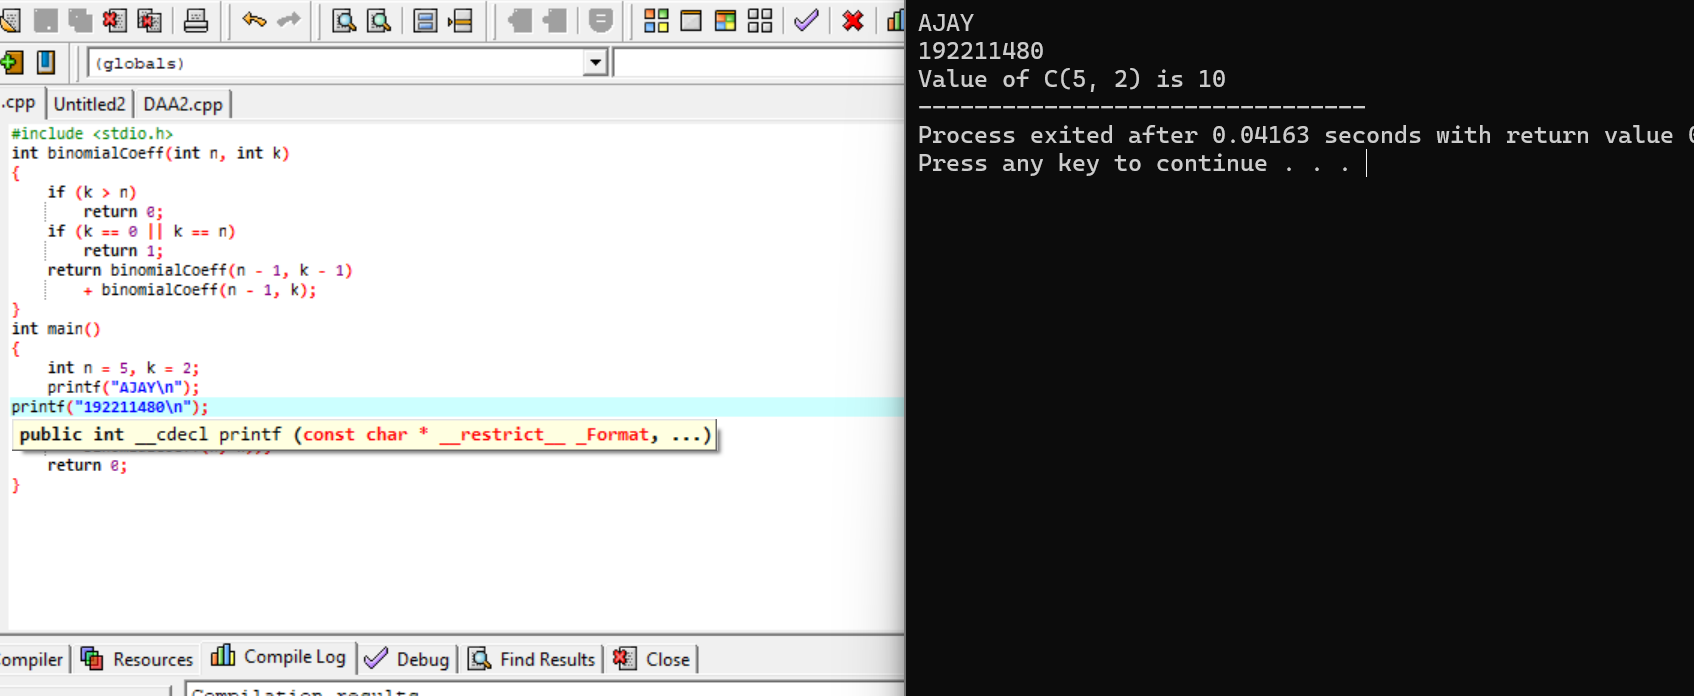 (globals)
.cpp
Untitled2
DAA2.cpp
#include <stdio.h>
int binomialCoeff(int n, int k)
{
if (k > n)
return 0;
if (k == 0 || k == n)
return 1;
return binomialCoeff(n - 1, k - 1)
+ binomialCoeff(n - 1, k);
}
int main()
{
int n = 5, k = 2;
printf("AJAY\n");
printf("192211480\n");
public int __cdecl printf (const char * __restrict__ _Format, ...)
return 0;
}
ompiler
Resources
Compile Log
Debug
Find Results
Close
Compilation results
AJAY
192211480
Value of C(5, 2) is 10
--------------------------------
Process exited after 0.04163 seconds with return value 0
Press any key to continue . . .